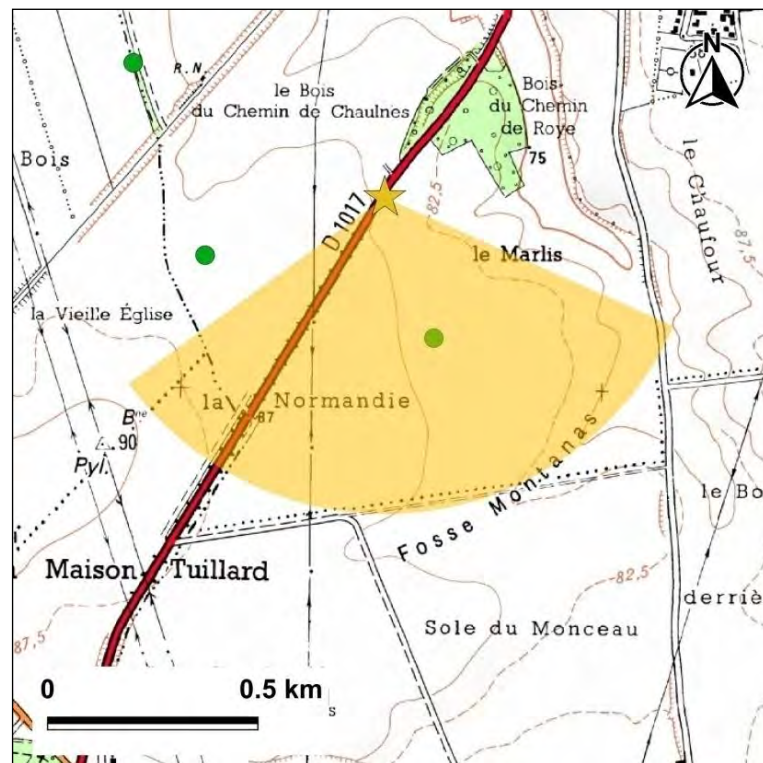 N
R.N.
le Bois
du Chemin de Chaulnes
Bois
du Chemin
de Roye
75
Bois
82,5
le Chaufour
87,5
D 1017
le Marlis
la Vieille Église
la Normandie
87
Bne
90
Pyl.
Fosse Montanas
le Bo
Maison Tuillard
82,5
derriè
Sole du Monceau
87,5
0 0.5 km
s